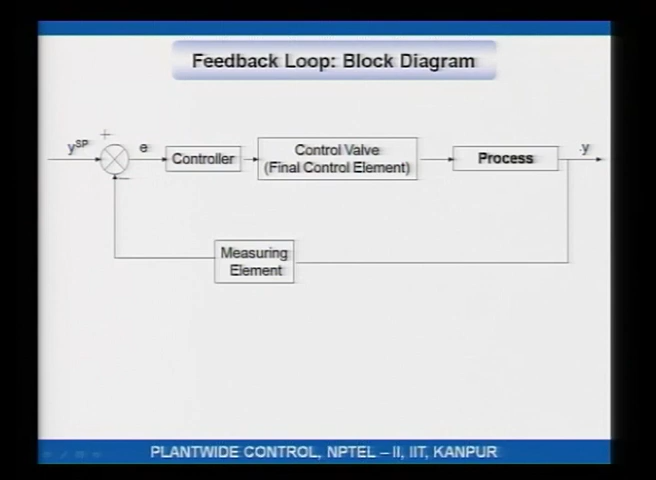 Feedback Loop: Block Diagram
+
y^SP
e
Controller
Control Valve
(Final Control Element)
Process
y
Measuring
Element
PLANTWIDE CONTROL, NPTEL – II, IIT, KANPUR